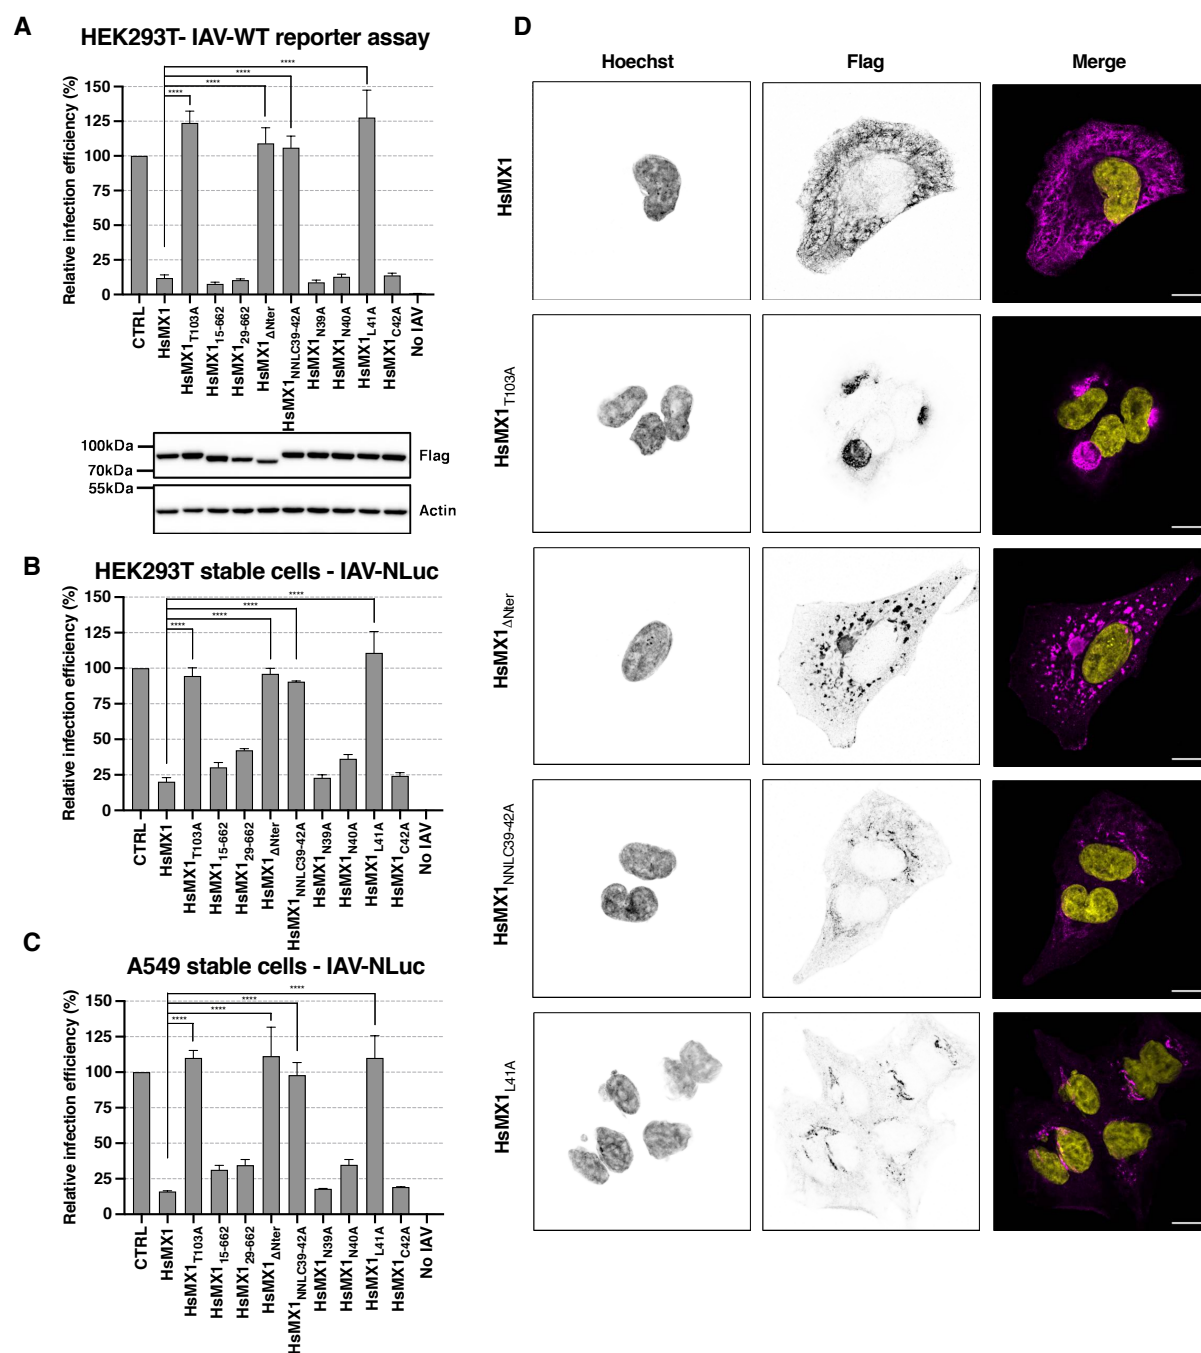 A
HEK293T- IAV-WT reporter assay
Relative infection efficiency (%)
150
125
100
75
50
25
0
****
****
****
****
CTRL
HsMX1
HsMX1T103A
HsMX115-662
HsMX129-662
HsMX1ΔNter
HsMX1NNLC39-42A
HsMX1N39A
HsMX1N40A
HsMX1L41A
HsMX1C42A
No IAV
100kDa
70kDa
55kDa
Flag
Actin
B
HEK293T stable cells - IAV-NLuc
Relative infection efficiency (%)
150
125
100
75
50
25
0
****
****
****
****
CTRL
HsMX1
HsMX1T103A
HsMX115-662
HsMX129-662
HsMX1ΔNter
HsMX1NNLC39-42A
HsMX1N39A
HsMX1N40A
HsMX1L41A
HsMX1C42A
No IAV
C
A549 stable cells - IAV-NLuc
Relative infection efficiency (%)
150
125
100
75
50
25
0
****
****
****
****
CTRL
HsMX1
HsMX1T103A
HsMX115-662
HsMX129-662
HsMX1ΔNter
HsMX1NNLC39-42A
HsMX1N39A
HsMX1N40A
HsMX1L41A
HsMX1C42A
No IAV
D
Hoechst
Flag
Merge
HsMX1
HsMX1T103A
HsMX1ΔNter
HsMX1NNLC39-42A
HsMX1L41A